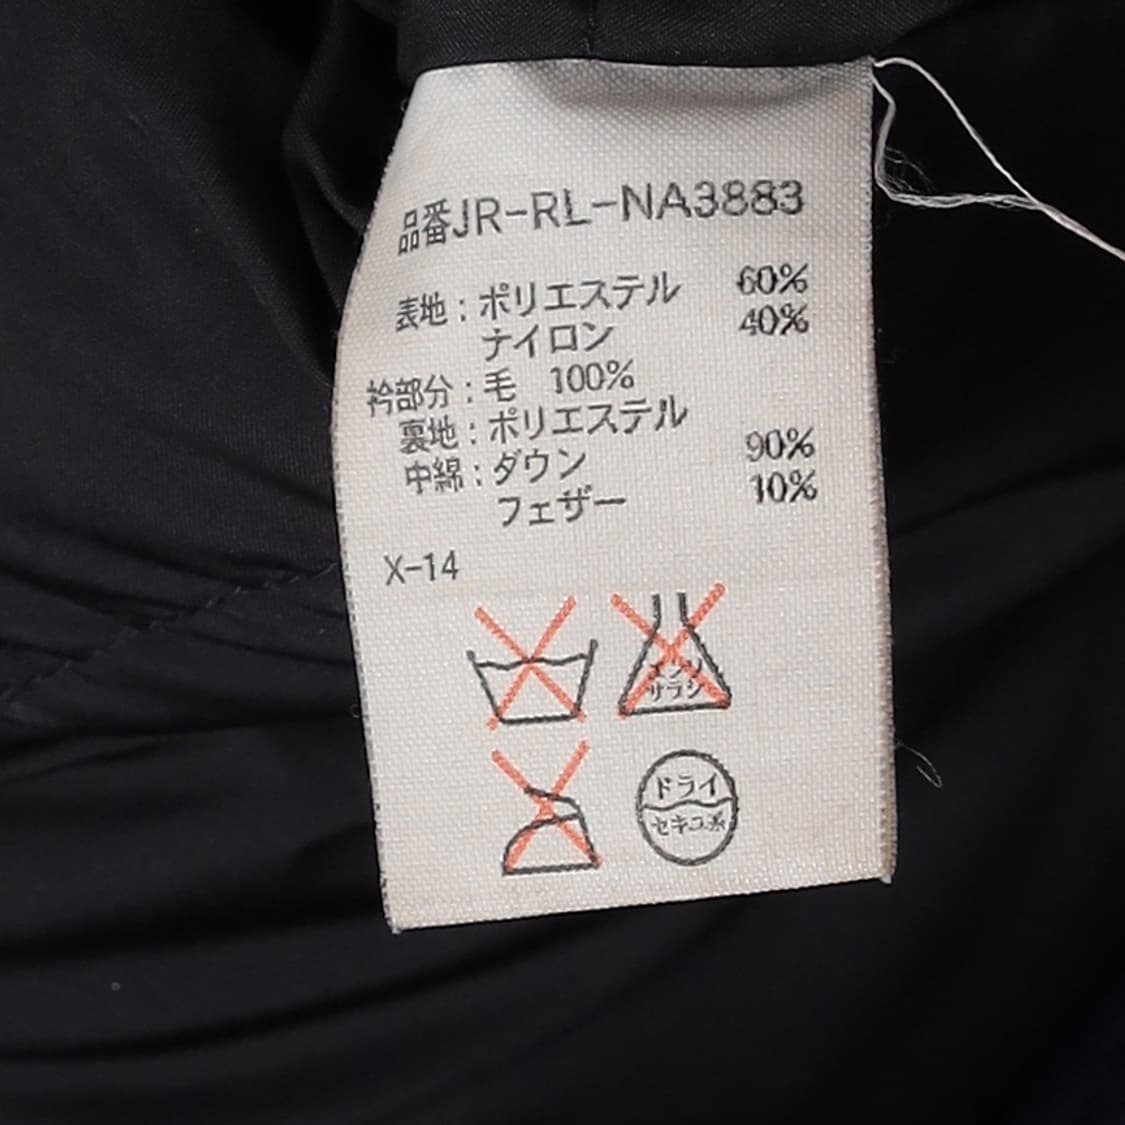 品番JR-RL-NA3883
表地:ポリエステル 60%
ナイロン 40%
衿部分:毛 100%
裏地:ポリエステル
中綿:ダウン 90%
フェザー 10%
X-14
エンソ
サラシ
ドライ
セキユ系